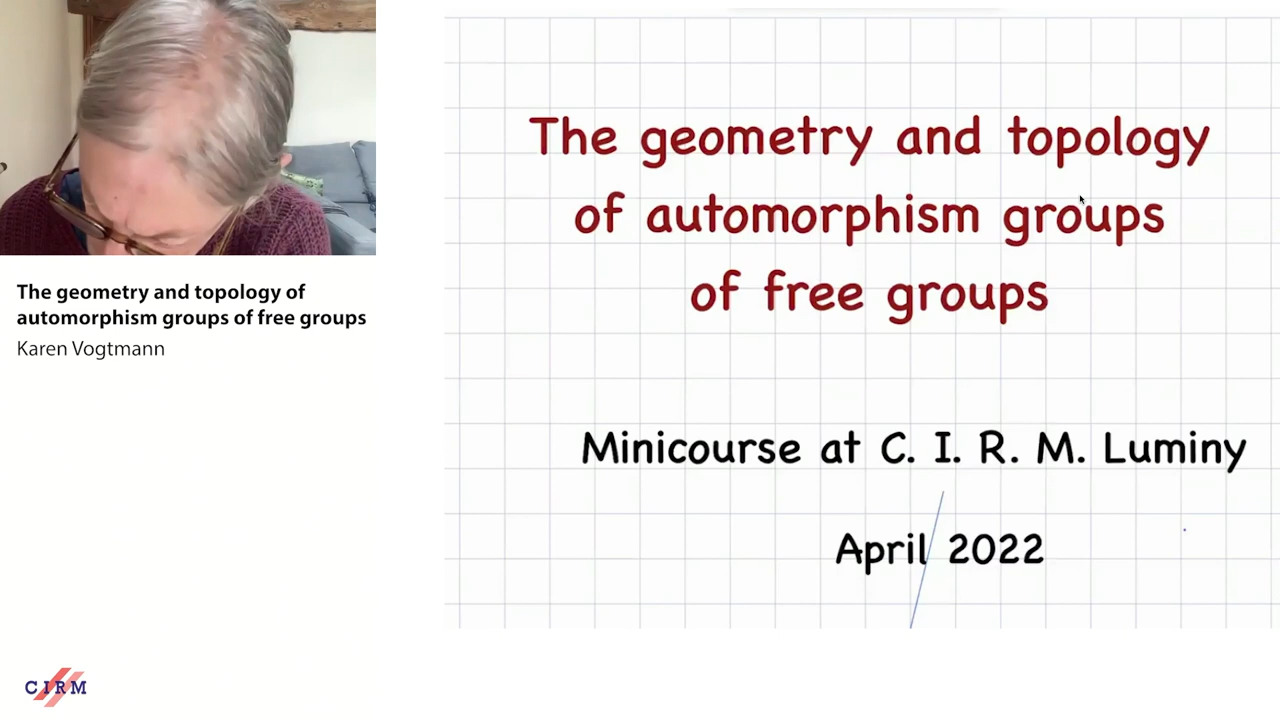 The geometry and topology of
automorphism groups of free groups
Karen Vogtmann
CIRM
The geometry and topology
of automorphism groups
of free groups
Minicourse at C. I. R. M. Luminy
April 2022